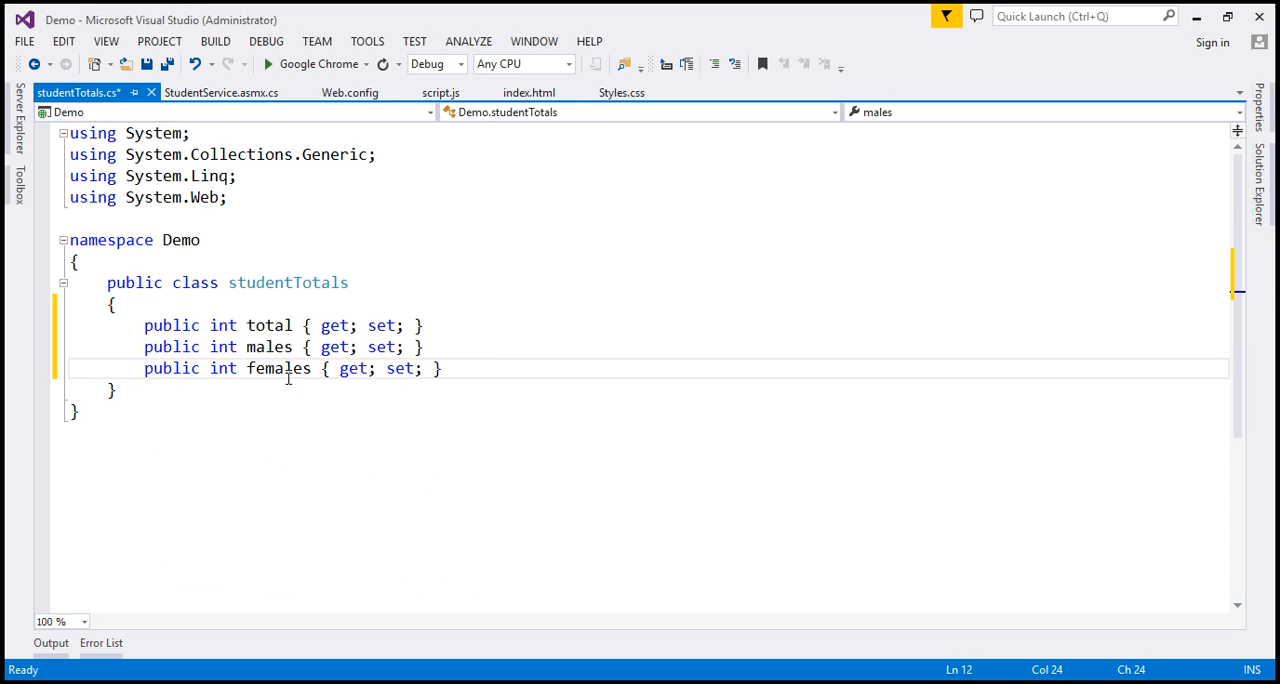 Demo - Microsoft Visual Studio (Administrator)
Quick Launch (Ctrl+Q)
FILE EDIT VIEW PROJECT BUILD DEBUG TEAM TOOLS TEST ANALYZE WINDOW HELP
Sign in
Google Chrome Debug Any CPU
studentTotals.cs* StudentService.asmx.cs Web.config script.js index.html Styles.css
Demo Demo.studentTotals males
Server Explorer
Toolbox
using System;
using System.Collections.Generic;
using System.Linq;
using System.Web;
namespace Demo
{
public class studentTotals
{
public int total { get; set; }
public int males { get; set; }
public int females { get; set; }
}
}
Properties
Solution Explorer
100 %
Output Error List
Ready Ln 12 Col 24 Ch 24 INS